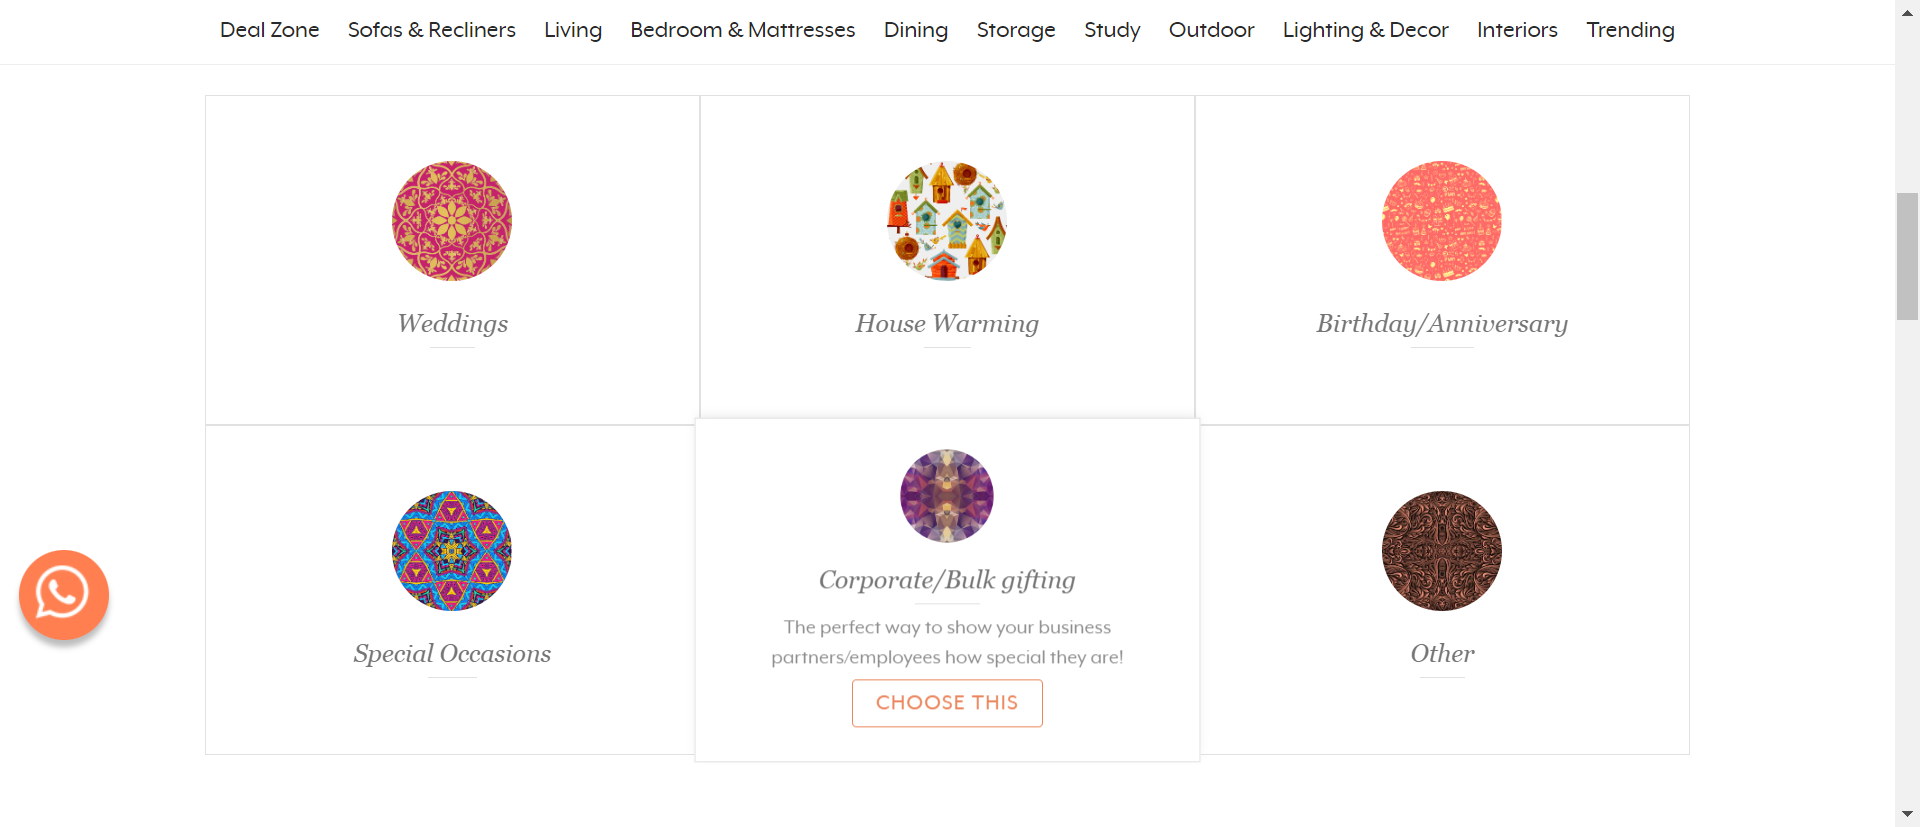 Deal Zone Sofas & Recliners Living Bedroom & Mattresses Dining Storage Study Outdoor Lighting & Decor Interiors Trending
Weddings House Warming Birthday/Anniversary
Special Occasions
Corporate/Bulk gifting
The perfect way to show your business
partners/employees how special they are!
CHOOSE THIS
Other